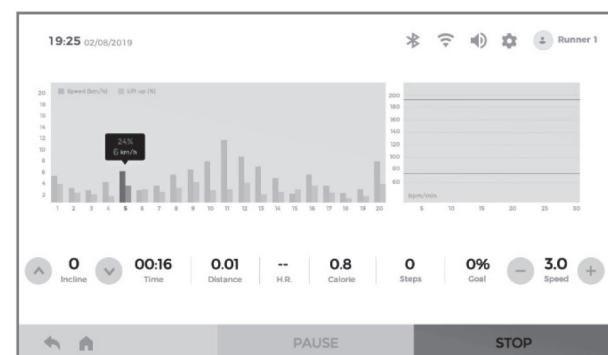 19:25 02/08/2019
Runner 1
Speed (km/h) Lift up (%)
20
18
16
14
12
10
8
6
4
2
24%
6 km/h
1 2 3 4 5 6 7 8 9 10 11 12 13 14 15 16 17 18 19 20
200
180
160
140
120
100
80
60
bpm/min
5 10 15 20 25 30
0 00:16 0.01 -- 0.8 0 0% 3.0
Incline Time Distance H.R. Calorie Steps Goal Speed
PAUSE STOP